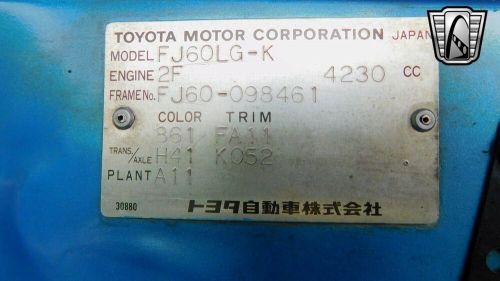 TOYOTA MOTOR CORPORATION JAPAN
MODEL FJ60LG-K
ENGINE 2F 4230 CC
FRAME No. FJ60-098461
COLOR TRIM
861 FA11
TRANS./AXLE H41 K052
PLANT A11
30880 トヨタ自動車株式会社